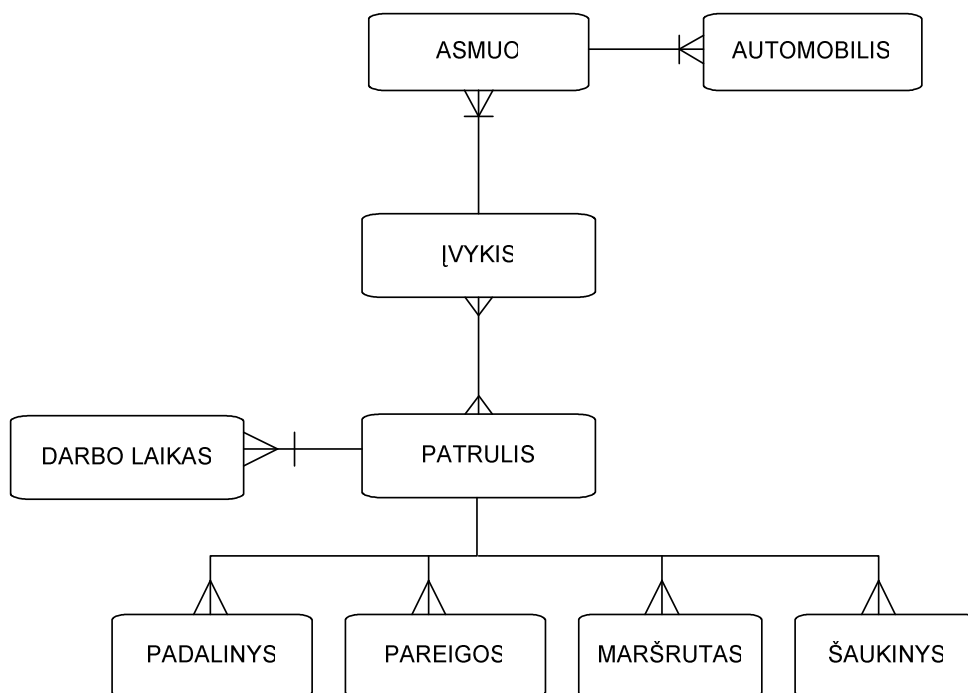 ASMUO
AUTOMOBILIS
ĮVYKIS
DARBO LAIKAS
PATRULIS
PADALINYS
PAREIGOS
MARŠRUTAS
ŠAUKINYS